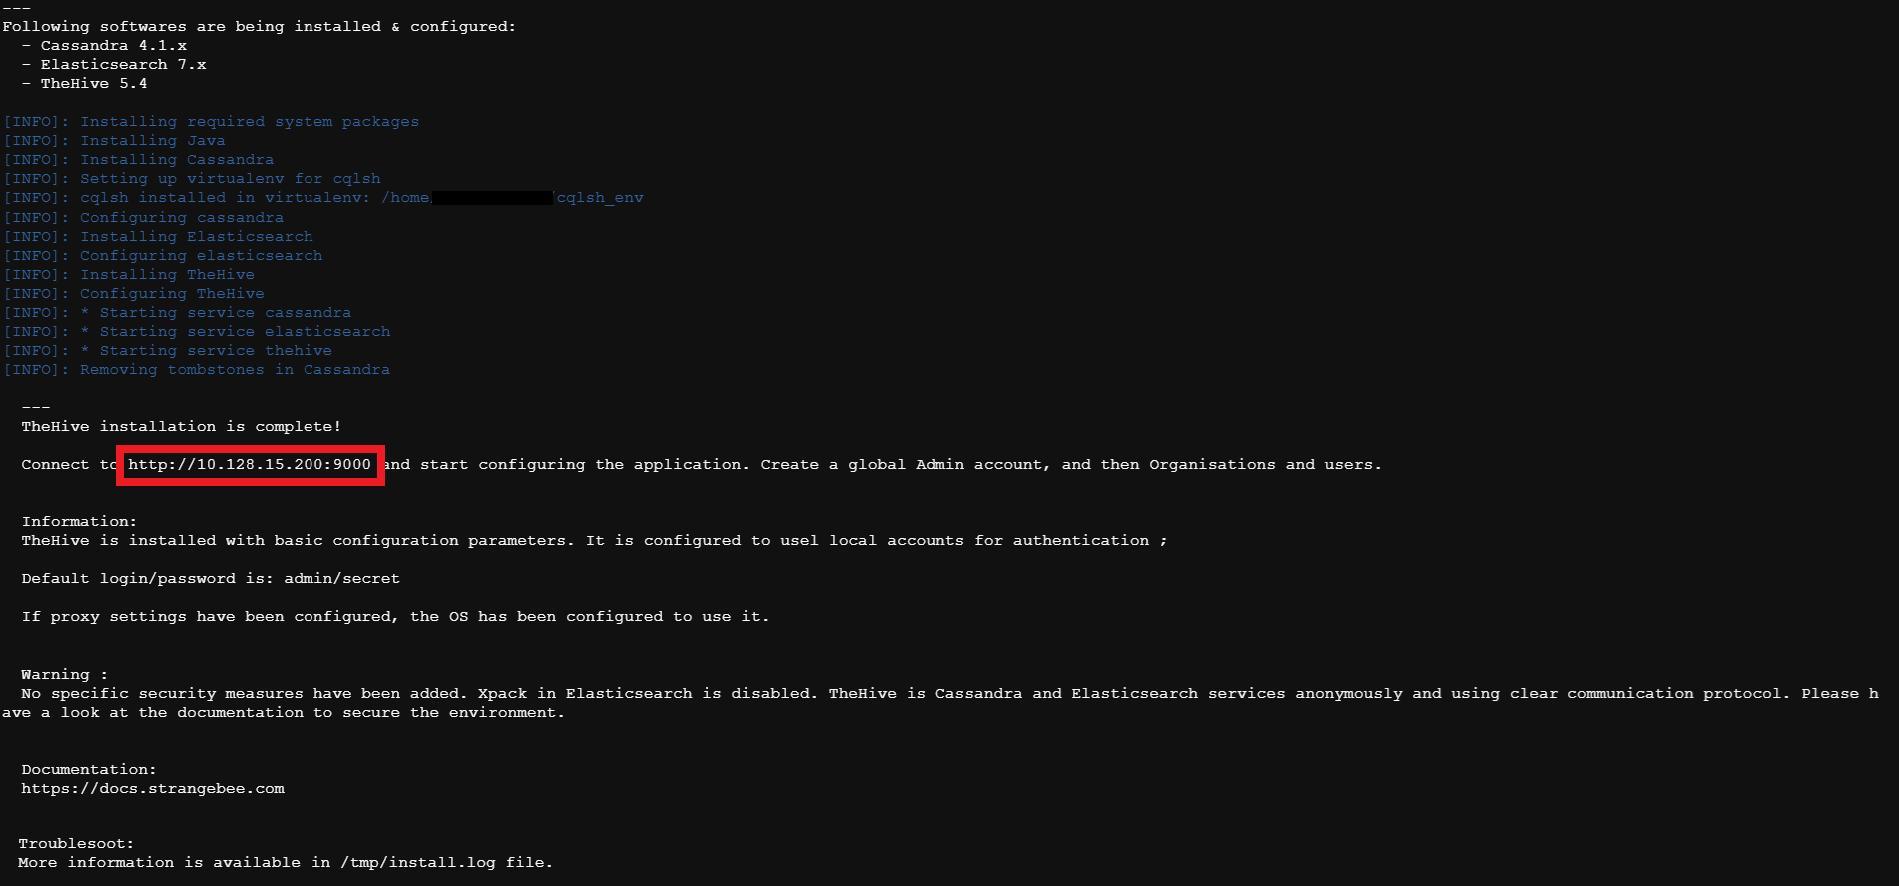 ---
Following softwares are being installed & configured:
- Cassandra 4.1.x
- Elasticsearch 7.x
- TheHive 5.4
[INFO]: Installing required system packages
[INFO]: Installing Java
[INFO]: Installing Cassandra
[INFO]: Setting up virtualenv for cqlsh
[INFO]: cqlsh installed in virtualenv: /home/ /cqlsh_env
[INFO]: Configuring cassandra
[INFO]: Installing Elasticsearch
[INFO]: Configuring elasticsearch
[INFO]: Installing TheHive
[INFO]: Configuring TheHive
[INFO]: * Starting service cassandra
[INFO]: * Starting service elasticsearch
[INFO]: * Starting service thehive
[INFO]: Removing tombstones in Cassandra
---
TheHive installation is complete!
Connect to http://10.128.15.200:9000 and start configuring the application. Create a global Admin account, and then Organisations and users.
Information:
TheHive is installed with basic configuration parameters. It is configured to usel local accounts for authentication ;
Default login/password is: admin/secret
If proxy settings have been configured, the OS has been configured to use it.
Warning :
No specific security measures have been added. Xpack in Elasticsearch is disabled. TheHive is Cassandra and Elasticsearch services anonymously and using clear communication protocol. Please h
ave a look at the documentation to secure the environment.
Documentation:
https://docs.strangebee.com
Troublesoot:
More information is available in /tmp/install.log file.